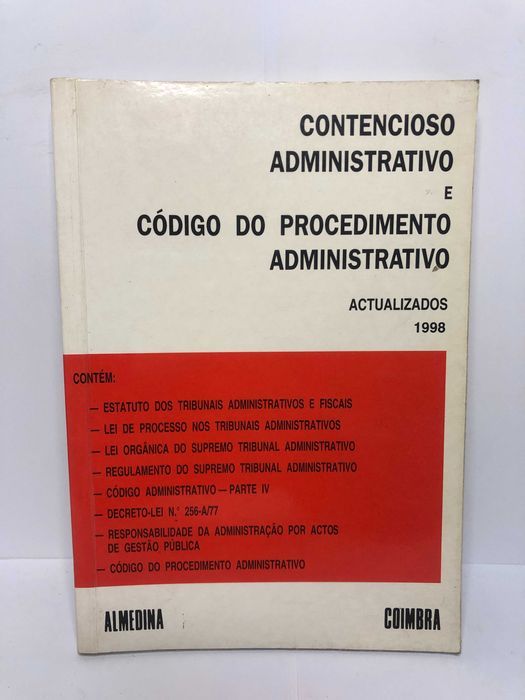 CONTENCIOSO
ADMINISTRATIVO
E
CÓDIGO DO PROCEDIMENTO
ADMINISTRATIVO
ACTUALIZADOS
1998
CONTÉM:
— ESTATUTO DOS TRIBUNAIS ADMINISTRATIVOS E FISCAIS
— LEI DE PROCESSO NOS TRIBUNAIS ADMINISTRATIVOS
— LEI ORGÂNICA DO SUPREMO TRIBUNAL ADMINISTRATIVO
— REGULAMENTO DO SUPREMO TRIBUNAL ADMINISTRATIVO
— CÓDIGO ADMINISTRATIVO — PARTE IV
— DECRETO-LEI N.º 256-A/77
— RESPONSABILIDADE DA ADMINISTRAÇÃO POR ACTOS
DE GESTÃO PÚBLICA
— CÓDIGO DO PROCEDIMENTO ADMINISTRATIVO
ALMEDINA COIMBRA